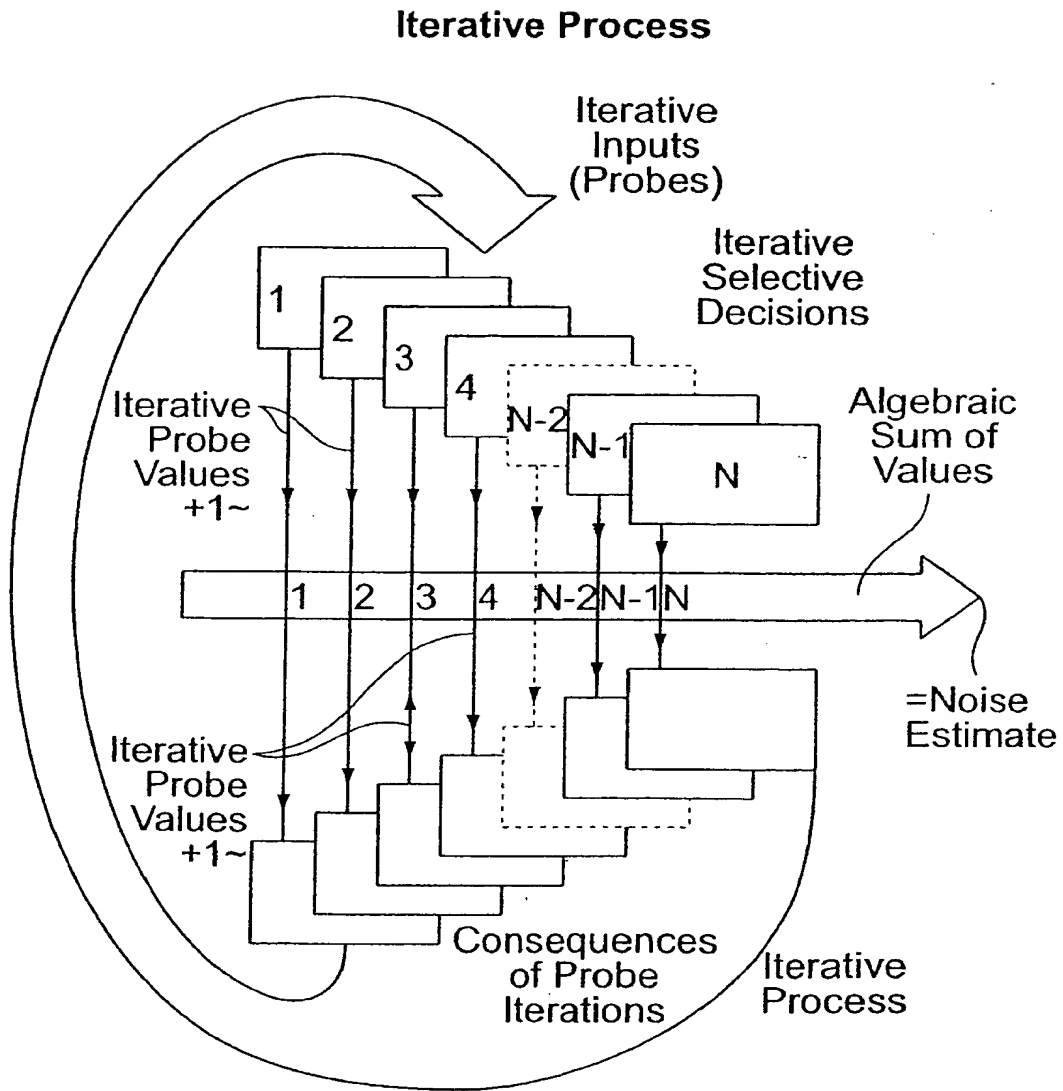 Iterative Process
Iterative
Inputs
(Probes)
Iterative
Selective
Decisions
1
2
3
4
N-2
N-1
N
Iterative
Probe
Values
+1~
Algebraic
Sum of
Values
1 2 3 4 N-2 N-1 N
=Noise
Estimate
Iterative
Probe
Values
+1~
Consequences
of Probe
Iterations
Iterative
Process